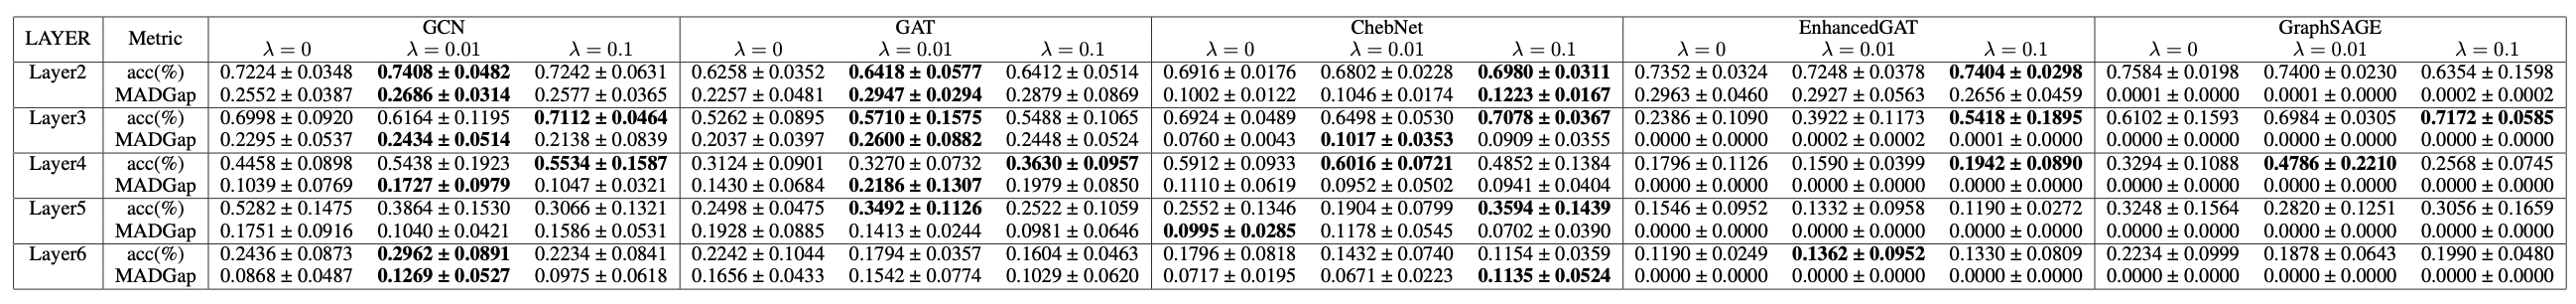 LAYER Metric GCN GAT ChebNet EnhancedGAT GraphSAGE
λ = 0 λ = 0.01 λ = 0.1 λ = 0 λ = 0.01 λ = 0.1 λ = 0 λ = 0.01 λ = 0.1 λ = 0 λ = 0.01 λ = 0.1 λ = 0 λ = 0.01 λ = 0.1
Layer2 acc(%) 0.7224 ± 0.0348 0.7408 ± 0.0482 0.7242 ± 0.0631 0.6258 ± 0.0352 0.6418 ± 0.0577 0.6412 ± 0.0514 0.6916 ± 0.0176 0.6802 ± 0.0228 0.6980 ± 0.0311 0.7352 ± 0.0324 0.7248 ± 0.0378 0.7404 ± 0.0298 0.7584 ± 0.0198 0.7400 ± 0.0230 0.6354 ± 0.1598
MADGap 0.2552 ± 0.0387 0.2686 ± 0.0314 0.2577 ± 0.0365 0.2257 ± 0.0481 0.2947 ± 0.0294 0.2879 ± 0.0869 0.1002 ± 0.0122 0.1046 ± 0.0174 0.1223 ± 0.0167 0.2963 ± 0.0460 0.2927 ± 0.0563 0.2656 ± 0.0459 0.0001 ± 0.0000 0.0001 ± 0.0000 0.0002 ± 0.0002
Layer3 acc(%) 0.6998 ± 0.0920 0.6164 ± 0.1195 0.7112 ± 0.0464 0.5262 ± 0.0895 0.5710 ± 0.1575 0.5488 ± 0.1065 0.6924 ± 0.0489 0.6498 ± 0.0530 0.7078 ± 0.0367 0.2386 ± 0.1090 0.3922 ± 0.1173 0.5418 ± 0.1895 0.6102 ± 0.1593 0.6984 ± 0.0305 0.7172 ± 0.0585
MADGap 0.2295 ± 0.0537 0.2434 ± 0.0514 0.2138 ± 0.0839 0.2037 ± 0.0397 0.2600 ± 0.0882 0.2448 ± 0.0524 0.0760 ± 0.0043 0.1017 ± 0.0353 0.0909 ± 0.0355 0.0000 ± 0.0000 0.0002 ± 0.0002 0.0001 ± 0.0000 0.0000 ± 0.0000 0.0000 ± 0.0000 0.0000 ± 0.0000
Layer4 acc(%) 0.4458 ± 0.0898 0.5438 ± 0.1923 0.5534 ± 0.1587 0.3124 ± 0.0901 0.3270 ± 0.0732 0.3630 ± 0.0957 0.5912 ± 0.0933 0.6016 ± 0.0721 0.4852 ± 0.1384 0.1796 ± 0.1126 0.1590 ± 0.0399 0.1942 ± 0.0890 0.3294 ± 0.1088 0.4786 ± 0.2210 0.2568 ± 0.0745
MADGap 0.1039 ± 0.0769 0.1727 ± 0.0979 0.1047 ± 0.0321 0.1430 ± 0.0684 0.2186 ± 0.1307 0.1979 ± 0.0850 0.1110 ± 0.0619 0.0952 ± 0.0502 0.0941 ± 0.0404 0.0000 ± 0.0000 0.0000 ± 0.0000 0.0000 ± 0.0000 0.0000 ± 0.0000 0.0000 ± 0.0000 0.0000 ± 0.0000
Layer5 acc(%) 0.5282 ± 0.1475 0.3864 ± 0.1530 0.3066 ± 0.1321 0.2498 ± 0.0475 0.3492 ± 0.1126 0.2522 ± 0.1059 0.2552 ± 0.1346 0.1904 ± 0.0799 0.3594 ± 0.1439 0.1546 ± 0.0952 0.1332 ± 0.0958 0.1190 ± 0.0272 0.3248 ± 0.1564 0.2820 ± 0.1251 0.3056 ± 0.1659
MADGap 0.1751 ± 0.0916 0.1040 ± 0.0421 0.1586 ± 0.0531 0.1928 ± 0.0885 0.1413 ± 0.0244 0.0981 ± 0.0646 0.0995 ± 0.0285 0.1178 ± 0.0545 0.0702 ± 0.0390 0.0000 ± 0.0000 0.0000 ± 0.0000 0.0000 ± 0.0000 0.0000 ± 0.0000 0.0000 ± 0.0000 0.0000 ± 0.0000
Layer6 acc(%) 0.2436 ± 0.0873 0.2962 ± 0.0891 0.2234 ± 0.0841 0.2242 ± 0.1044 0.1794 ± 0.0357 0.1604 ± 0.0463 0.1796 ± 0.0818 0.1432 ± 0.0740 0.1154 ± 0.0359 0.1190 ± 0.0249 0.1362 ± 0.0952 0.1330 ± 0.0809 0.2234 ± 0.0999 0.1878 ± 0.0643 0.1990 ± 0.0480
MADGap 0.0868 ± 0.0487 0.1269 ± 0.0527 0.0975 ± 0.0618 0.1656 ± 0.0433 0.1542 ± 0.0774 0.1029 ± 0.0620 0.0717 ± 0.0195 0.0671 ± 0.0223 0.1135 ± 0.0524 0.0000 ± 0.0000 0.0000 ± 0.0000 0.0000 ± 0.0000 0.0000 ± 0.0000 0.0000 ± 0.0000 0.0000 ± 0.0000